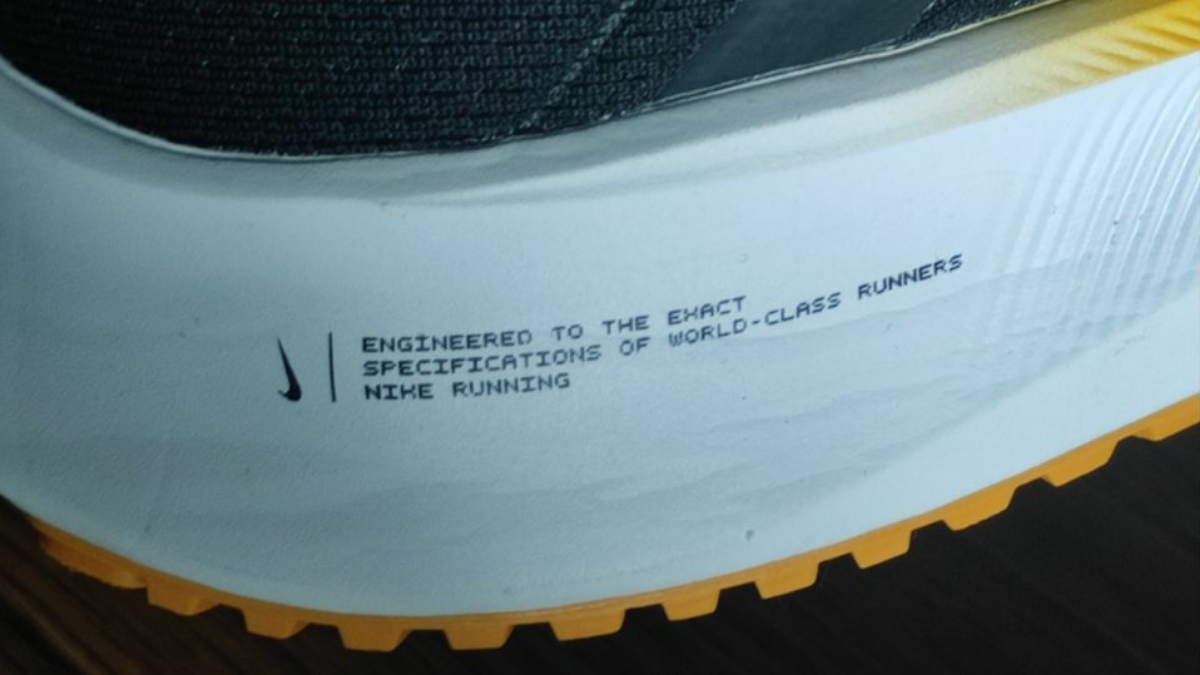 ENGINEERED TO THE EXACT
SPECIFICATIONS OF WORLD-CLASS RUNNERS
NIKE RUNNING